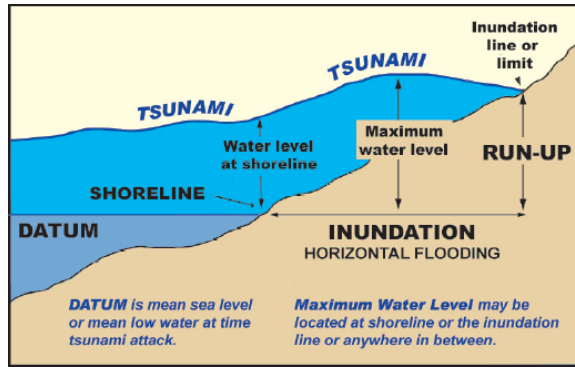 Inundation
line or
limit
TSUNAMI
TSUNAMI
Water level
at shoreline
Maximum
water level
RUN-UP
SHORELINE
DATUM
INUNDATION
HORIZONTAL FLOODING
DATUM is mean sea level
or mean low water at time
tsunami attack.
Maximum Water Level may be
located at shoreline or the inundation
line or anywhere in between.